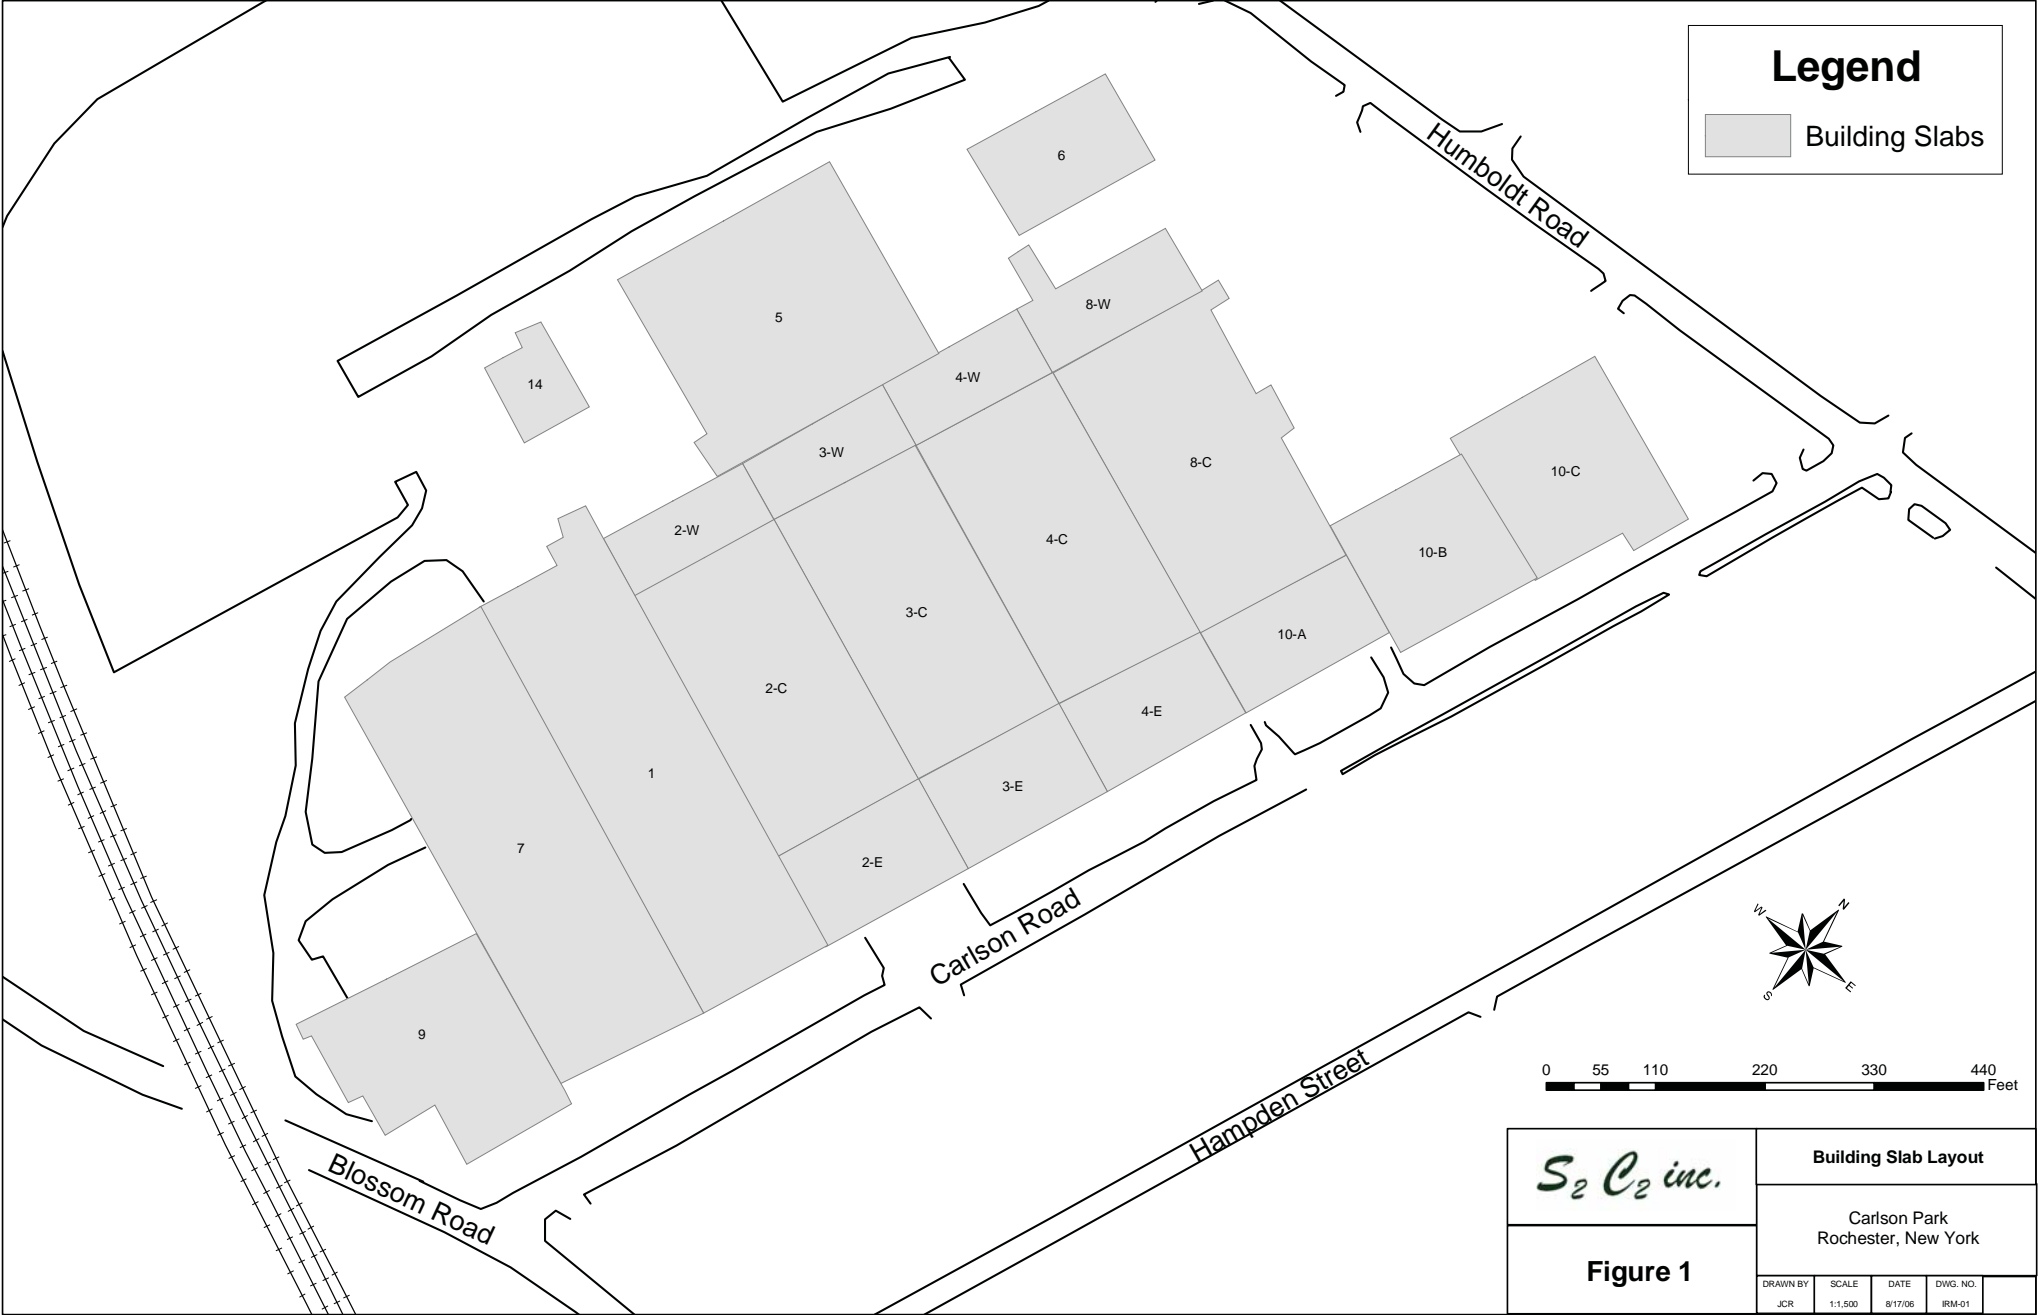 Legend
Building Slabs
Humboldt Road
6
5
8-W
14
4-W
3-W
8-C
10-C
2-W
4-C
10-B
3-C
10-A
2-C
4-E
1
3-E
7
2-E
9
Carlson Road
Hampden Street
Blossom Road
W
N
S
E
0 55 110 220 330 440
Feet
S2 C2 inc.
Building Slab Layout
Carlson Park
Rochester, New York
Figure 1
DRAWN BY SCALE DATE DWG. NO.
JCR 1:1,500 8/17/06 IRM-01